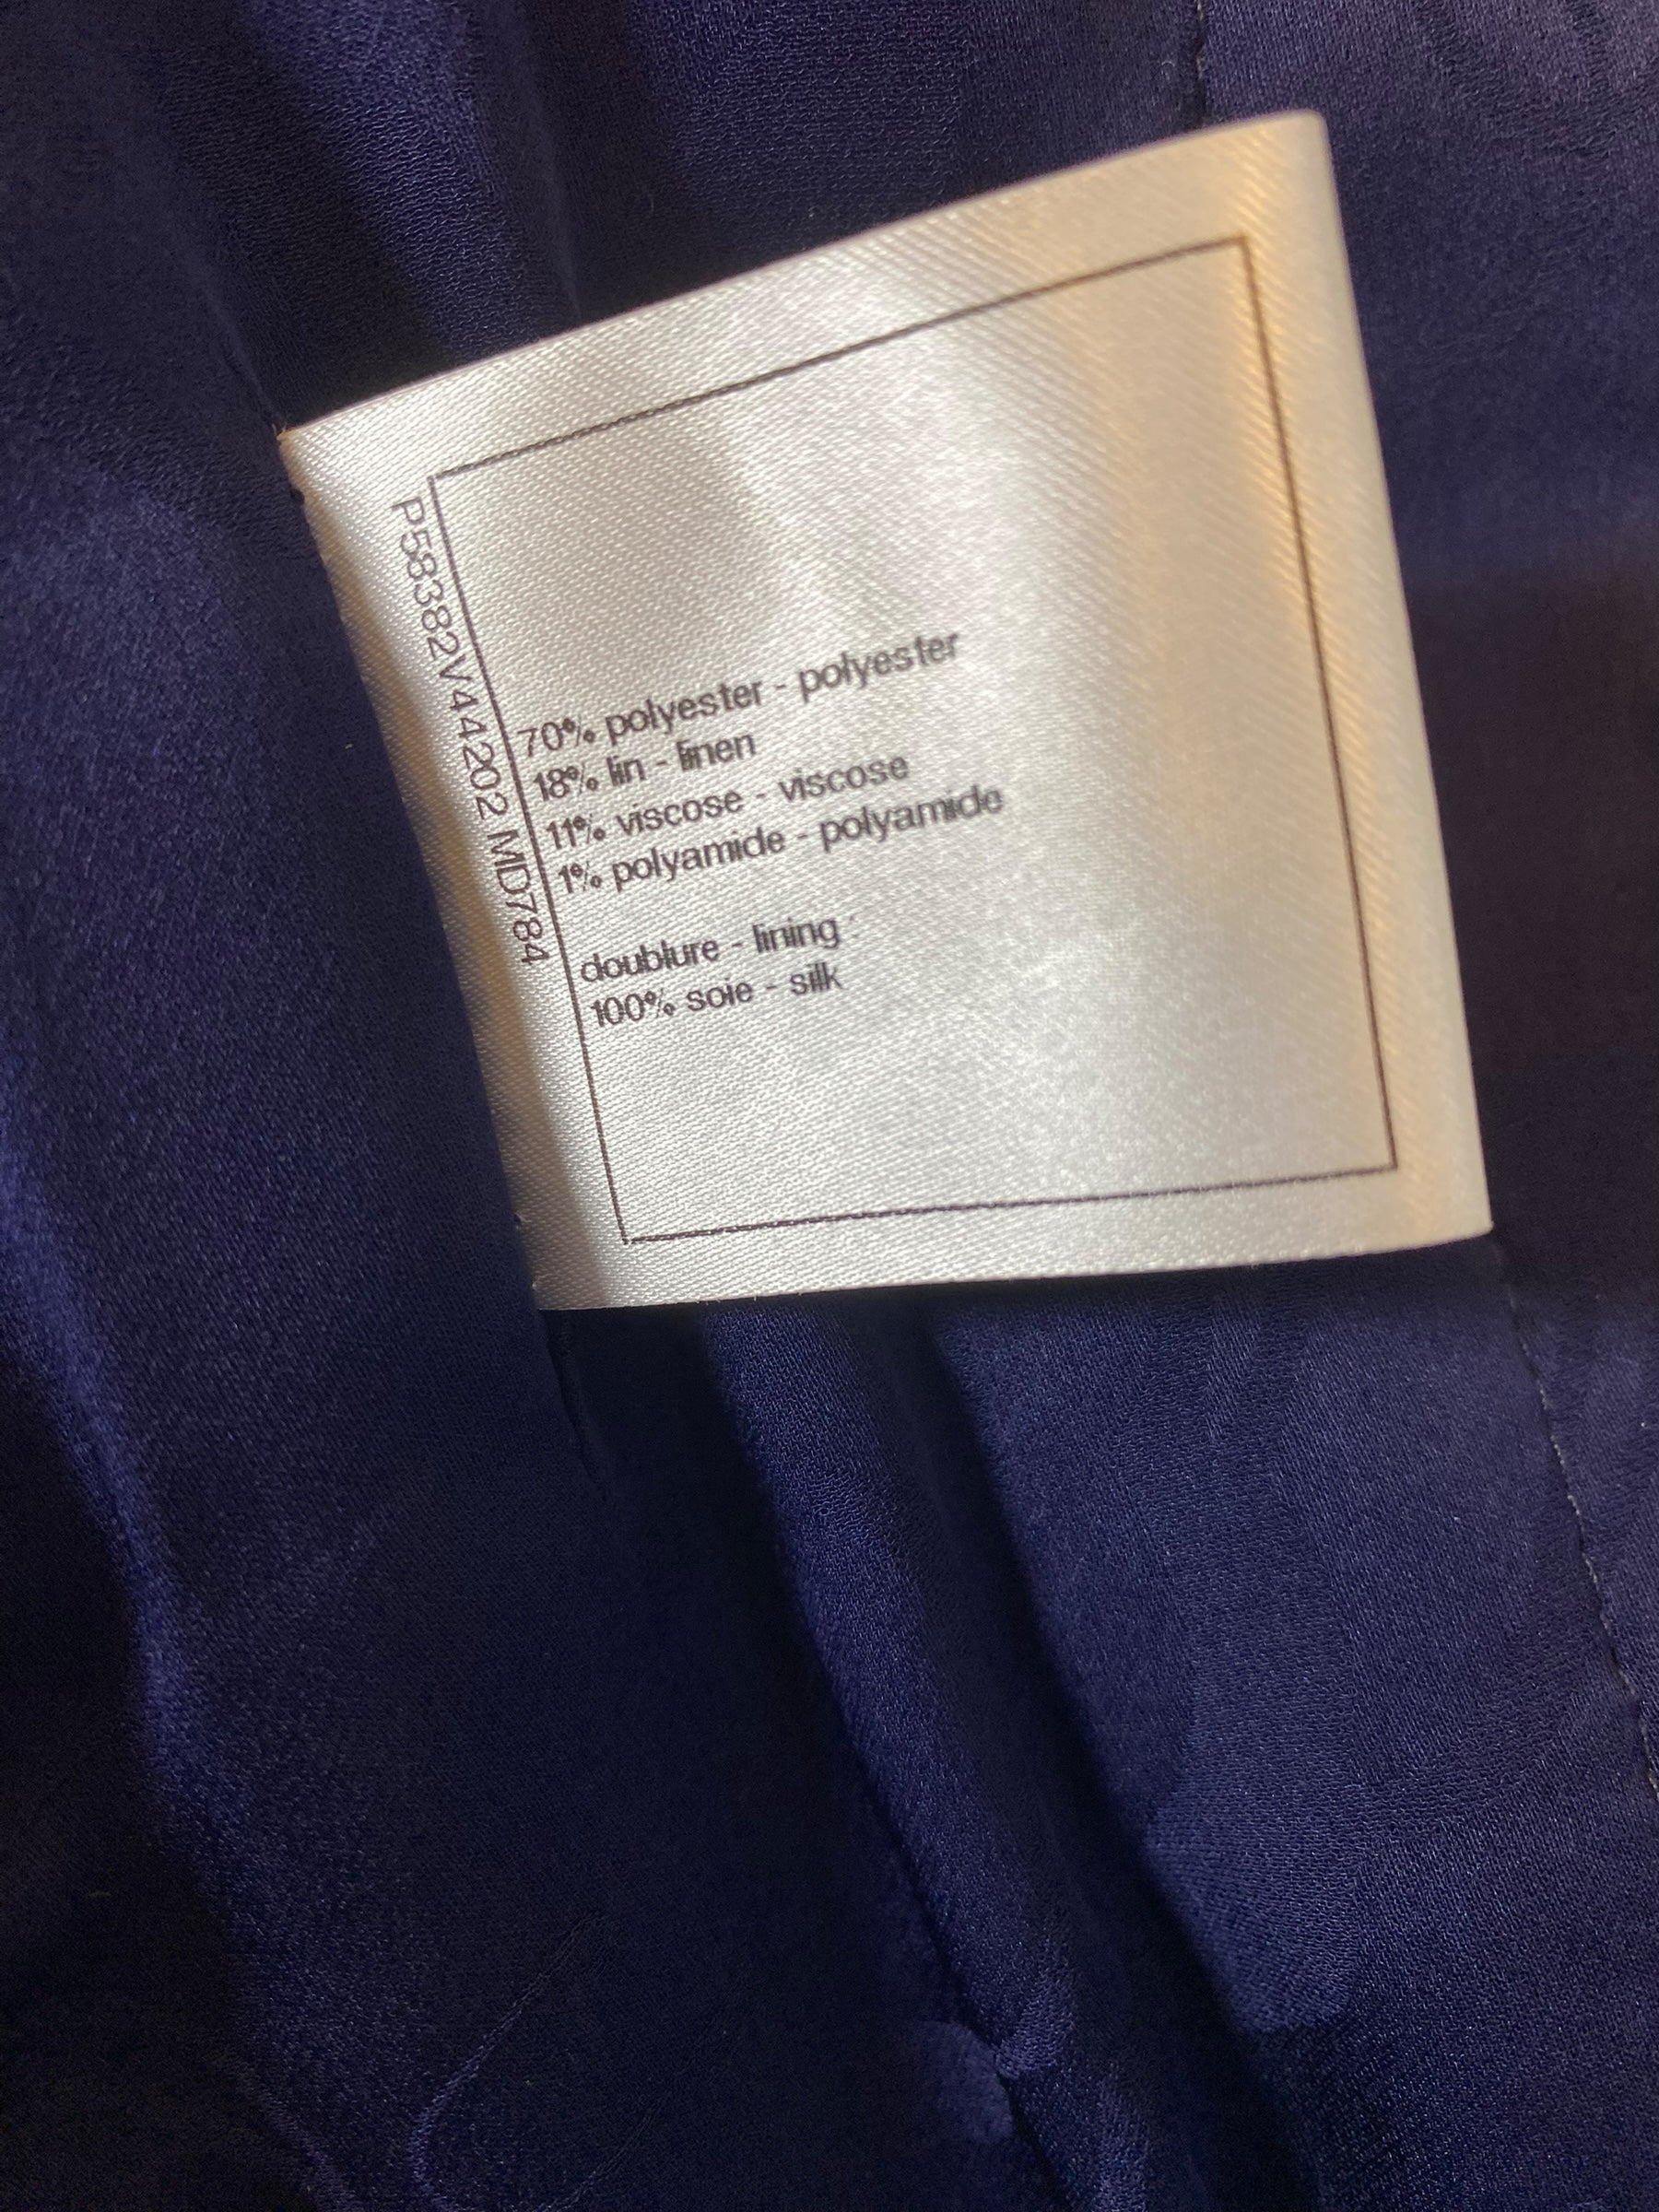 P58382V44202 MD784
70% polyester - polyester
18% lin - linen
11% viscose - viscose
1% polyamide - polyamide
doublure - lining :
100% soie - silk